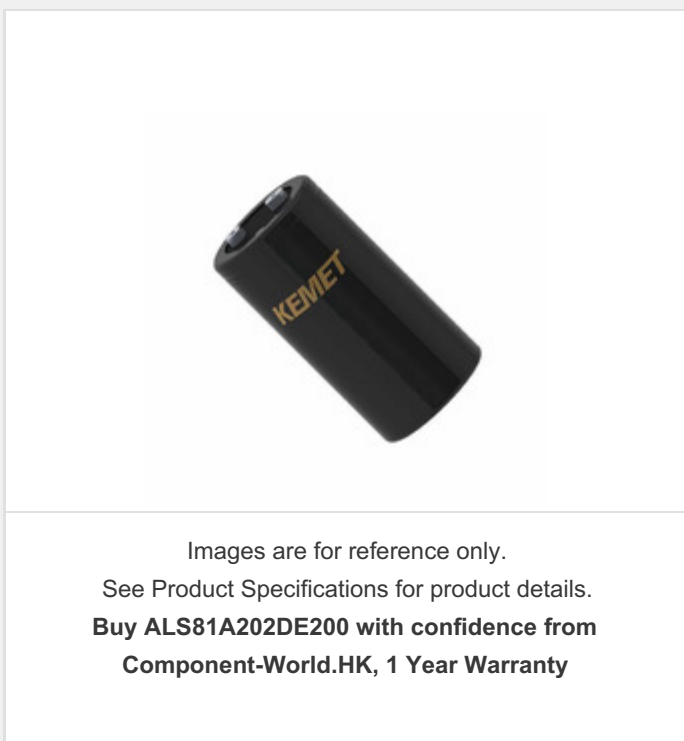 KEMET
Images are for reference only.
See Product Specifications for product details.
Buy ALS81A202DE200 with confidence from
Component-World.HK, 1 Year Warranty